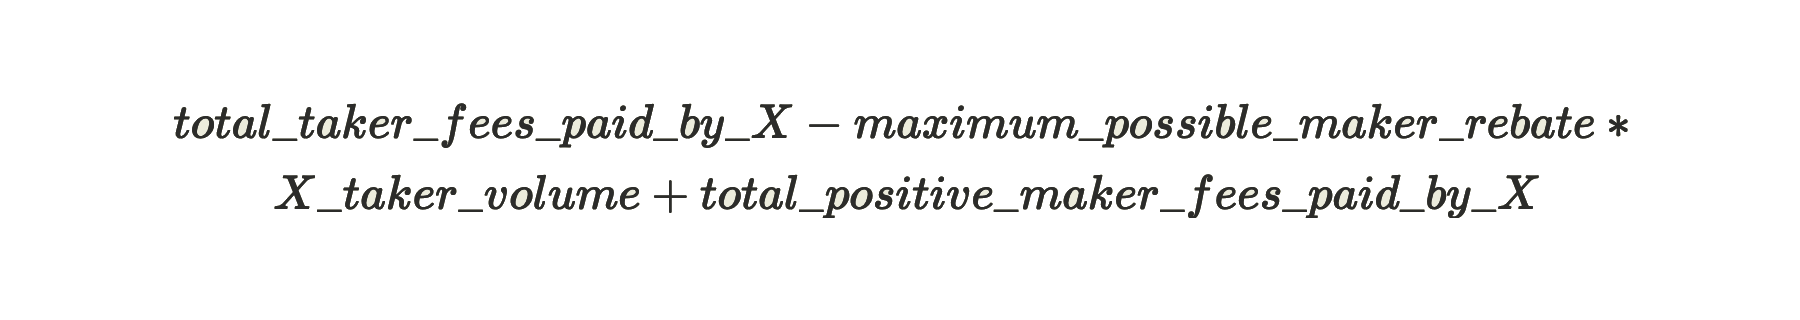 total_taker_fees_paid_by_X − maximum_possible_maker_rebate *
X_taker_volume + total_positive_maker_fees_paid_by_X